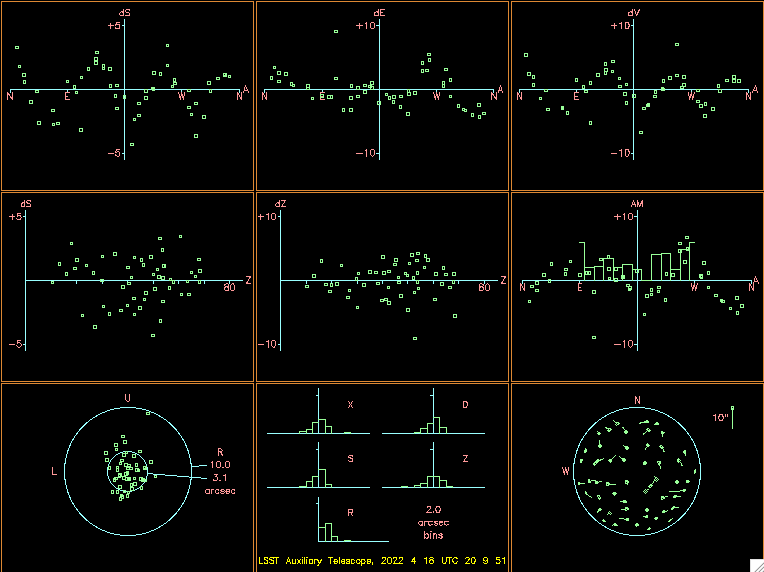 dS
+5
N
E
W
N
A
−5
dE
+10
N
E
W
N
A
−10
dV
+10
N
E
W
N
A
−10
dS
+5
80
Z
−5
dZ
+10
80
Z
−10
AM
+10
N
E
W
N
A
−10
U
L
R
10.0
3.1
arcsec
X
D
S
Z
R
2.0
arcsec
bins
LSST Auxiliary Telescope, 2022 4 18 UTC 20 9 51
N
W
10"